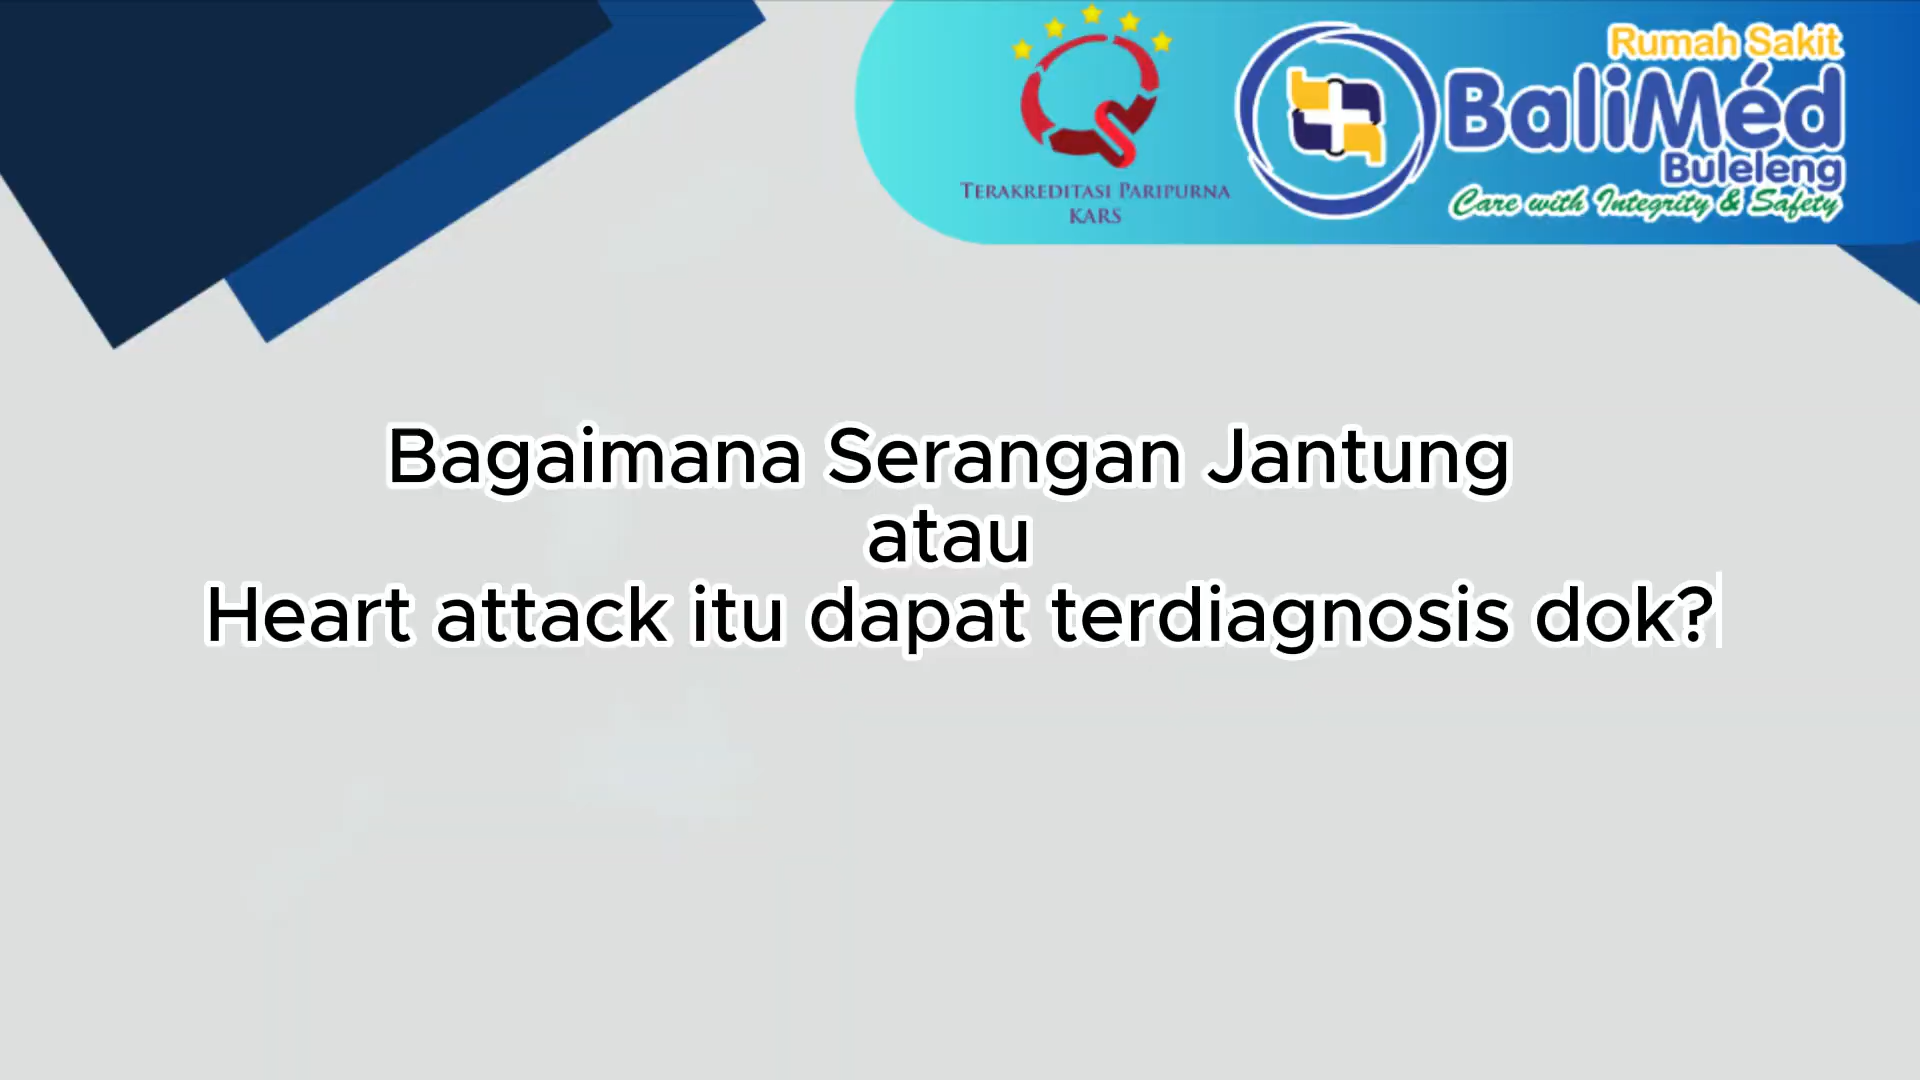 TERAKREDITASI PARIPURNA
KARS
Rumah Sakit
BaliMéd
Buleleng
Care with Integrity & Safety
Bagaimana Serangan Jantung
atau
Heart attack itu dapat terdiagnosis dok?